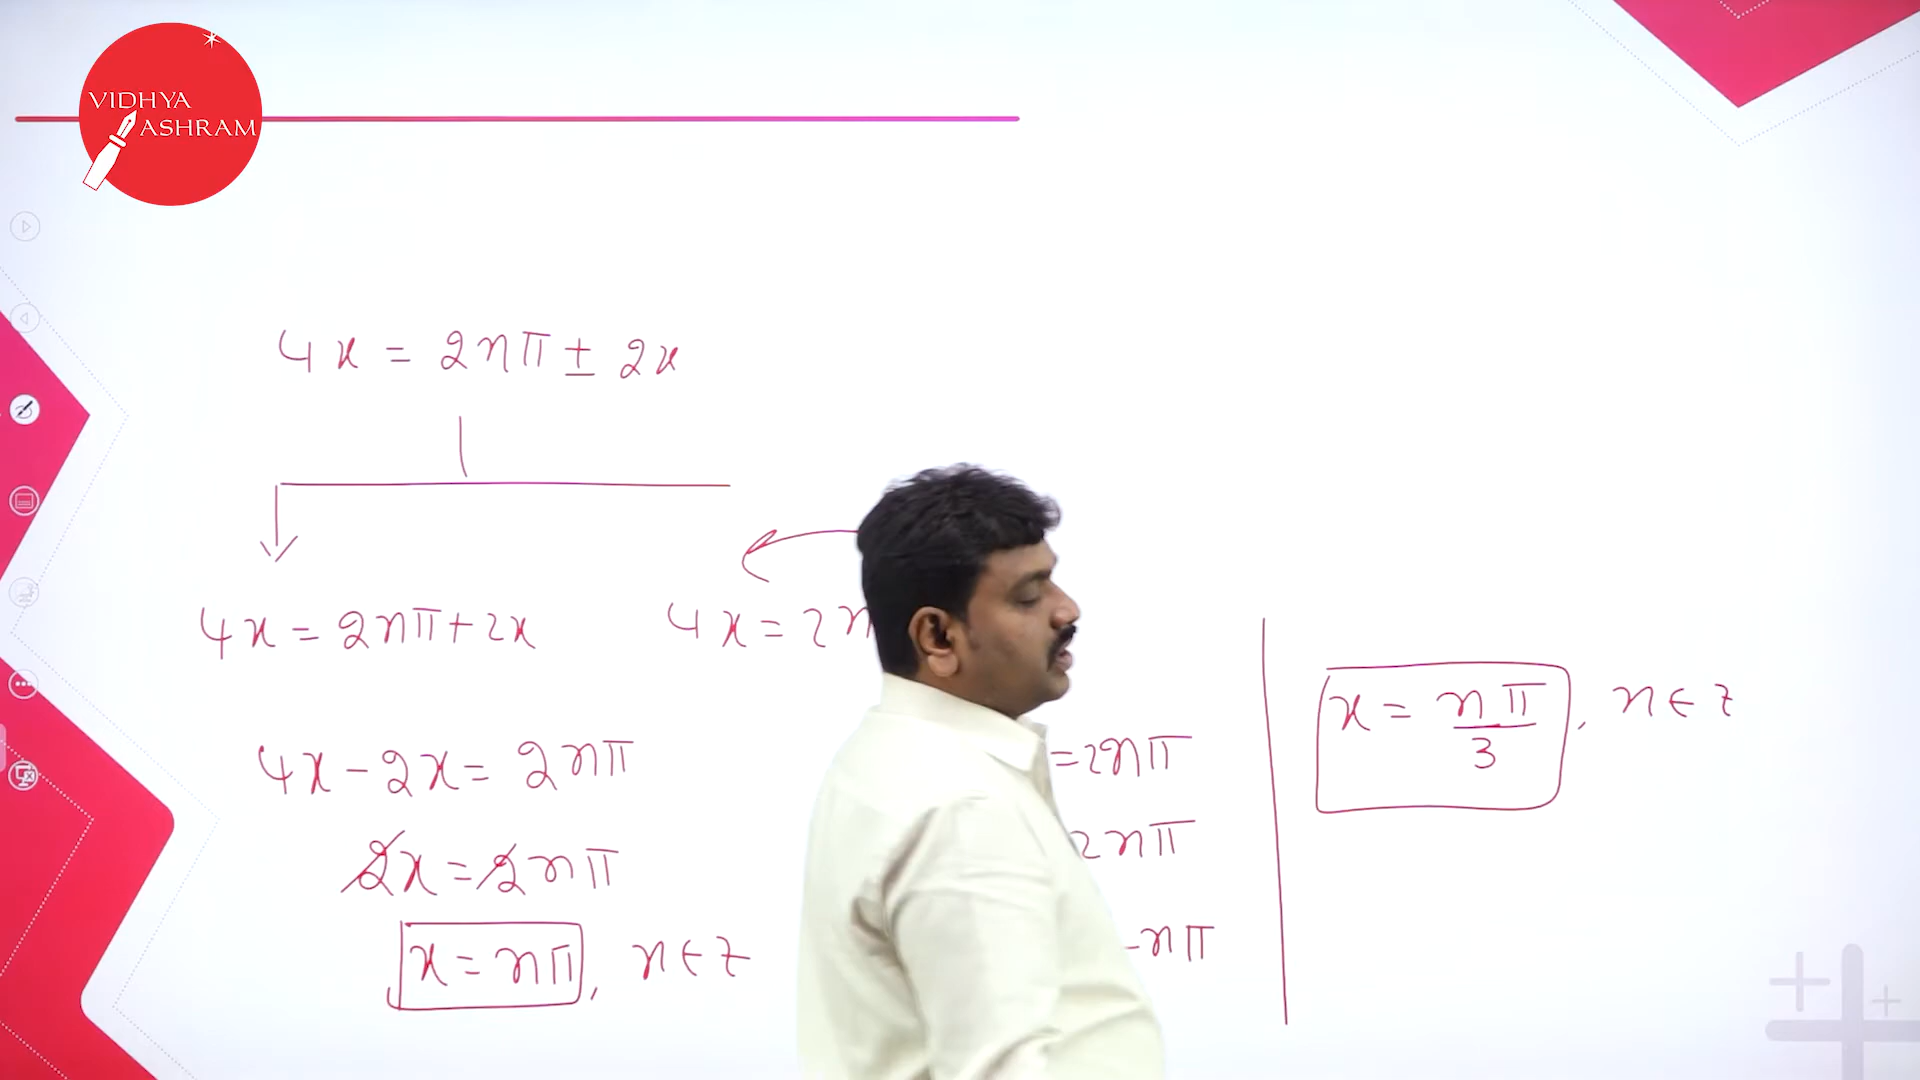 VIDHYA
ASHRAM
4x = 2nπ ± 2x
4x = 2nπ + 2x
4x = 2n
4x - 2x = 2nπ
= 2nπ
2x = 2nπ
2nπ
x = nπ, n ∈ z
nπ
x = nπ/3, n ∈ z